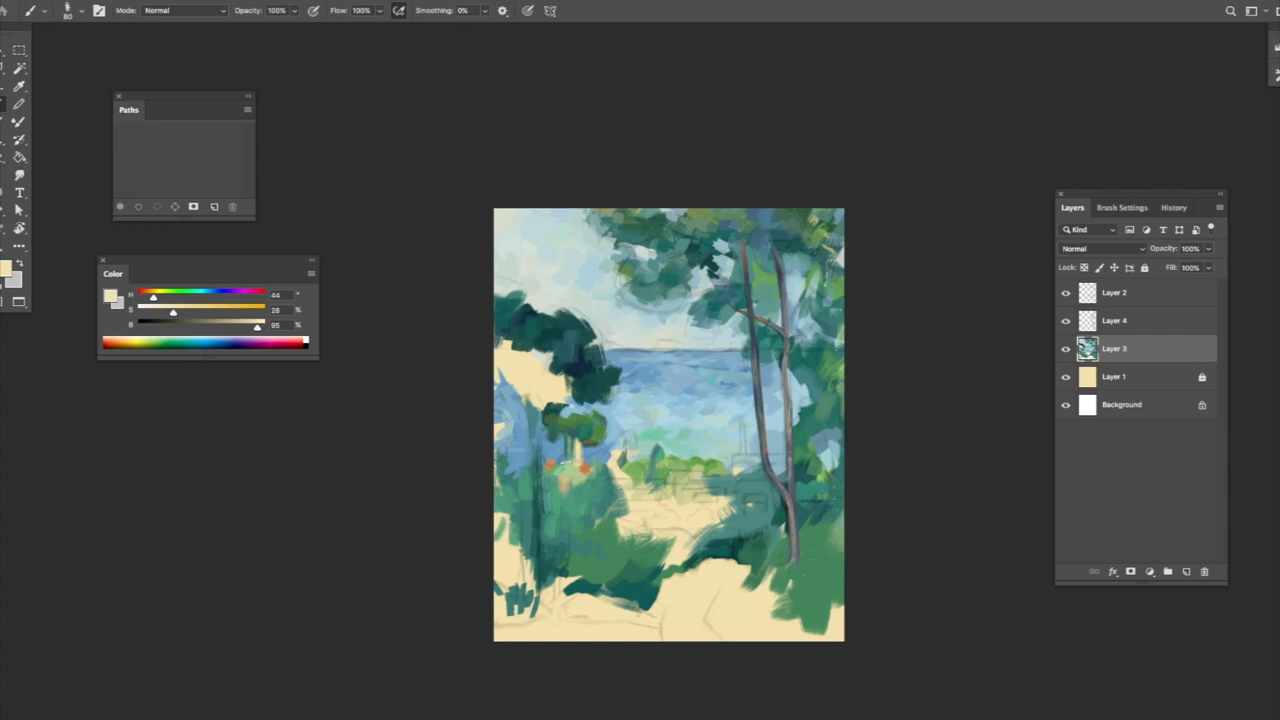 80 Mode: Normal Opacity: 100% Flow: 100% Smoothing: 0%
Paths
Color
H 44 °
S 28 %
B 95 %
Layers Brush Settings History
Kind
Normal Opacity: 100%
Lock: Fill: 100%
Layer 2
Layer 4
Layer 3
Layer 1
Background